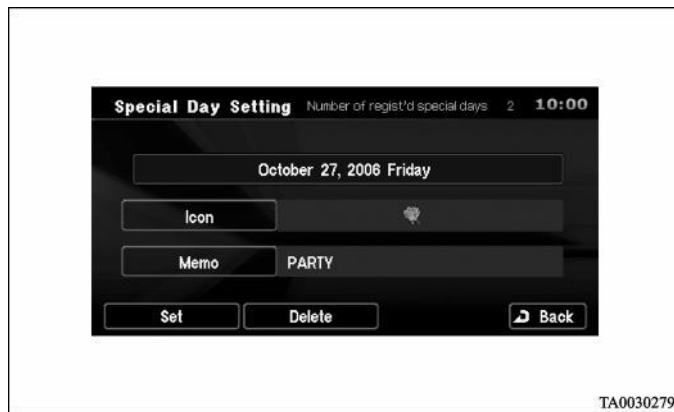 Special Day Setting Number of regist'd special days 2 10:00
October 27, 2006 Friday
Icon
Memo PARTY
Set Delete Back
TA0030279